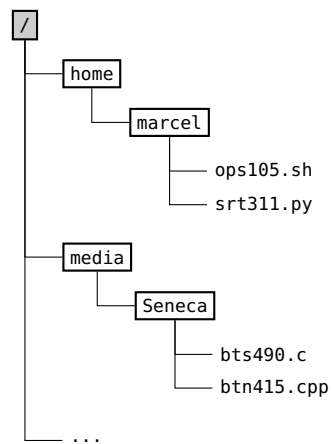 /
home
marcel
ops105.sh
srt311.py
media
Seneca
bts490.c
btn415.cpp
...